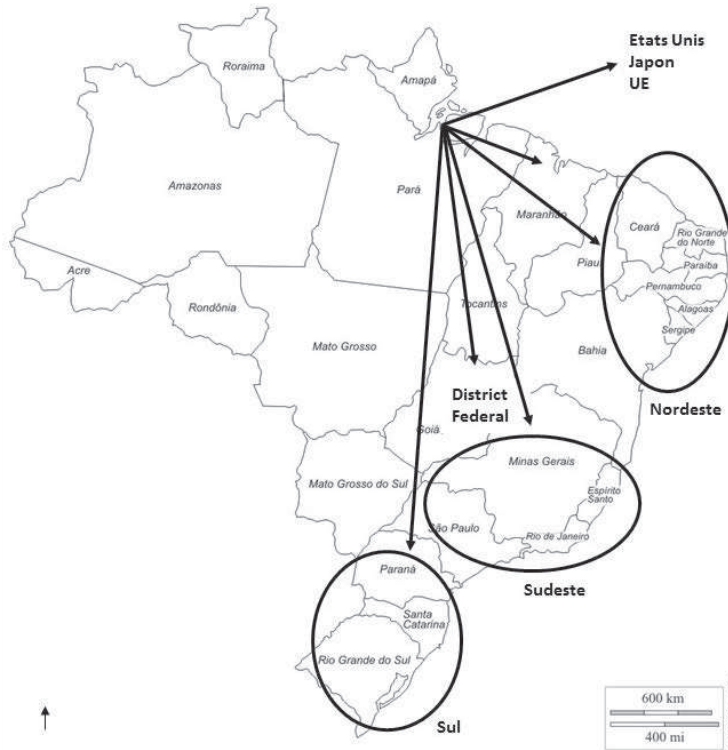 Etats Unis
Japon
UE
Roraima
Amapá
Amazonas
Pará
Maranhão
Ceará
Rio Grande
do Norte
Paraíba
Piauí
Pernambuco
Acre
Rondônia
Tocantins
Alagoas
Sergipe
Mato Grosso
Bahia
District
Federal
Nordeste
Goiá
Minas Gerais
Mato Grosso do Sul
Espírito
Santo
São Paulo
Rio de Janeiro
Paraná
Sudeste
Santa
Catarina
Rio Grande do Sul
Sul
600 km
400 mi